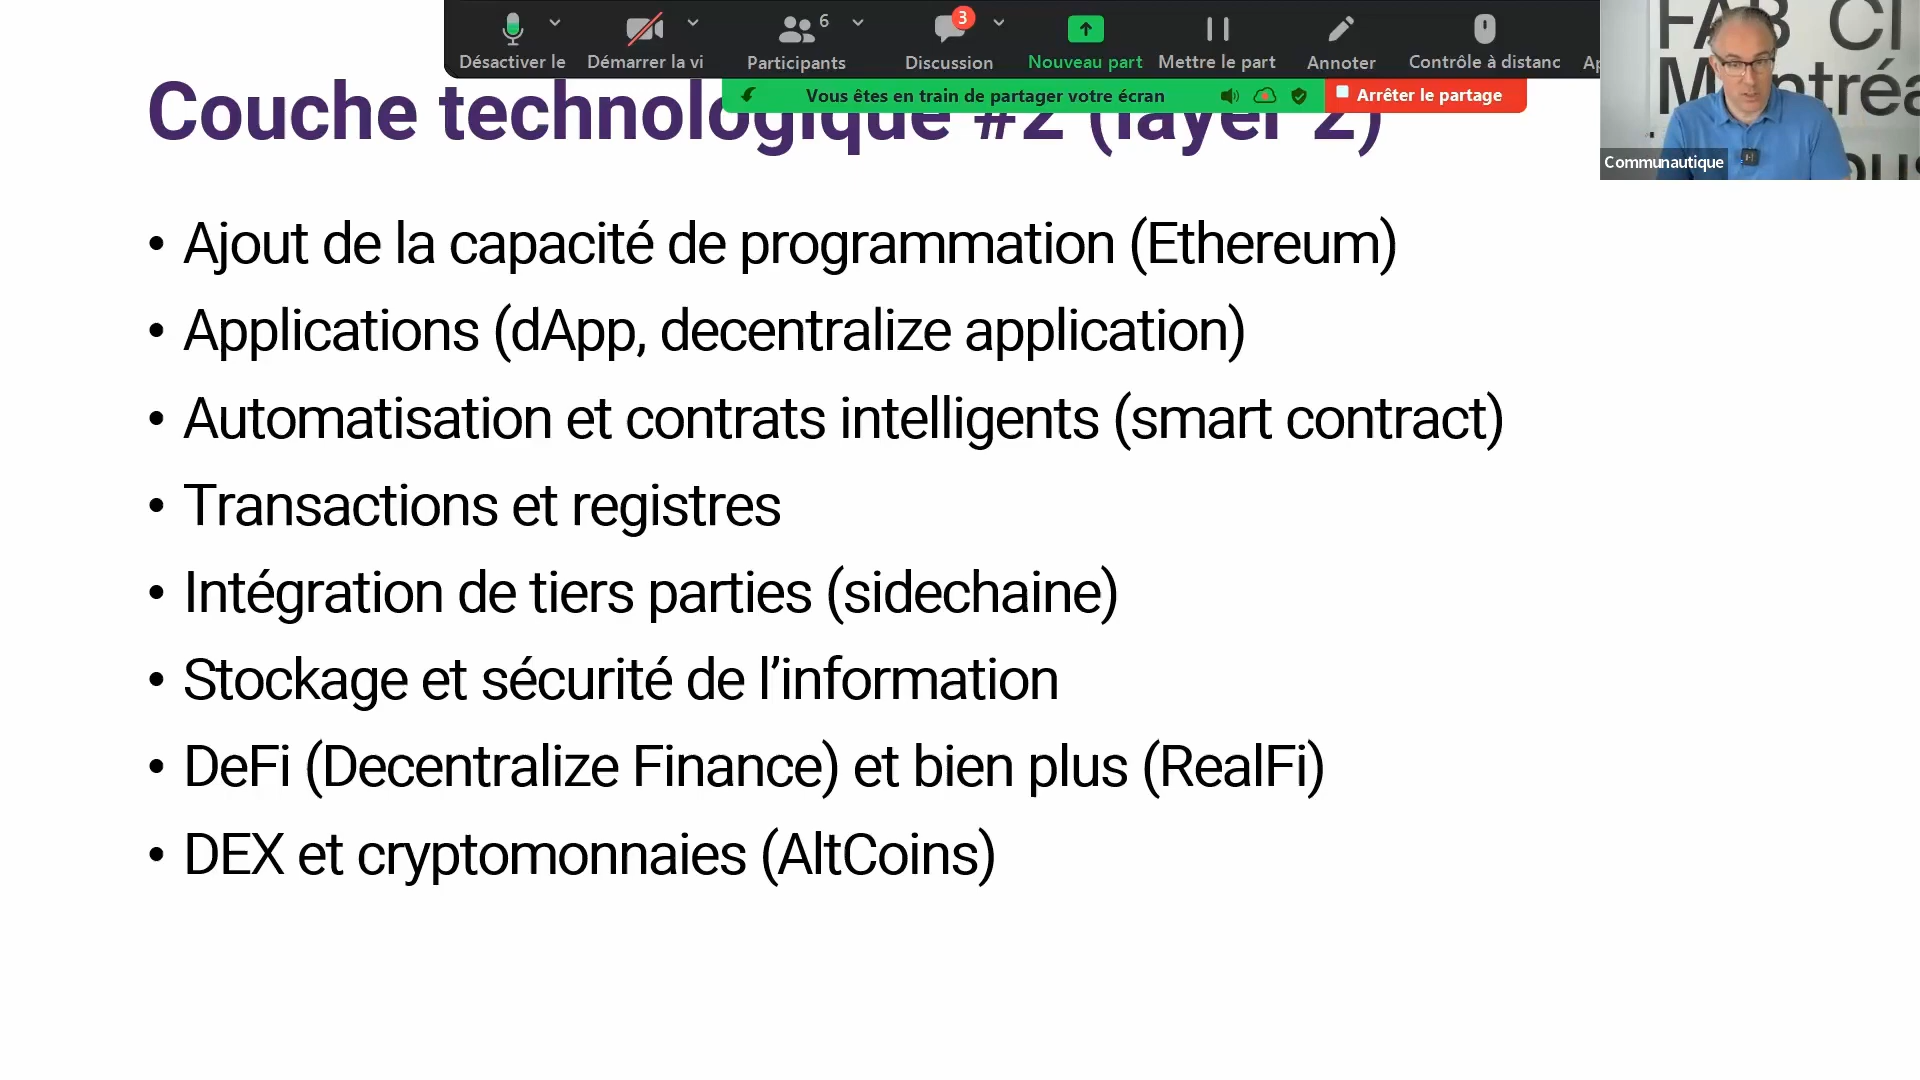 Désactiver le
Démarrer la vi
6
Participants
3
Discussion
Nouveau part
Mettre le part
Annoter
Contrôle à distanc
Vous êtes en train de partager votre écran
Arrêter le partage
FAB CI
Montréa
Communautique
Couche technologique #2 (layer 2)
• Ajout de la capacité de programmation (Ethereum)
• Applications (dApp, decentralize application)
• Automatisation et contrats intelligents (smart contract)
• Transactions et registres
• Intégration de tiers parties (sidechaine)
• Stockage et sécurité de l’information
• DeFi (Decentralize Finance) et bien plus (RealFi)
• DEX et cryptomonnaies (AltCoins)